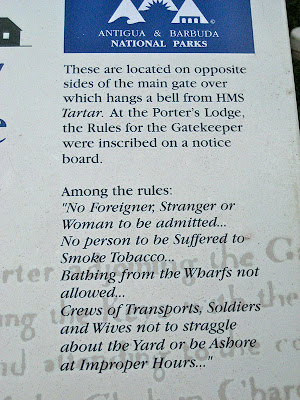 ANTIGUA & BARBUDA
NATIONAL PARKS
These are located on opposite
sides of the main gate over
which hangs a bell from HMS
Tartar. At the Porter's Lodge,
the Rules for the Gatekeeper
were inscribed on a notice
board.
Among the rules:
"No Foreigner, Stranger or
Woman to be admitted...
No person to be Suffered to
Smoke Tobacco...
Bathing from the Wharfs not
allowed...
Crews of Transports, Soldiers
and Wives not to straggle
about the Yard or be Ashore
at Improper Hours..."